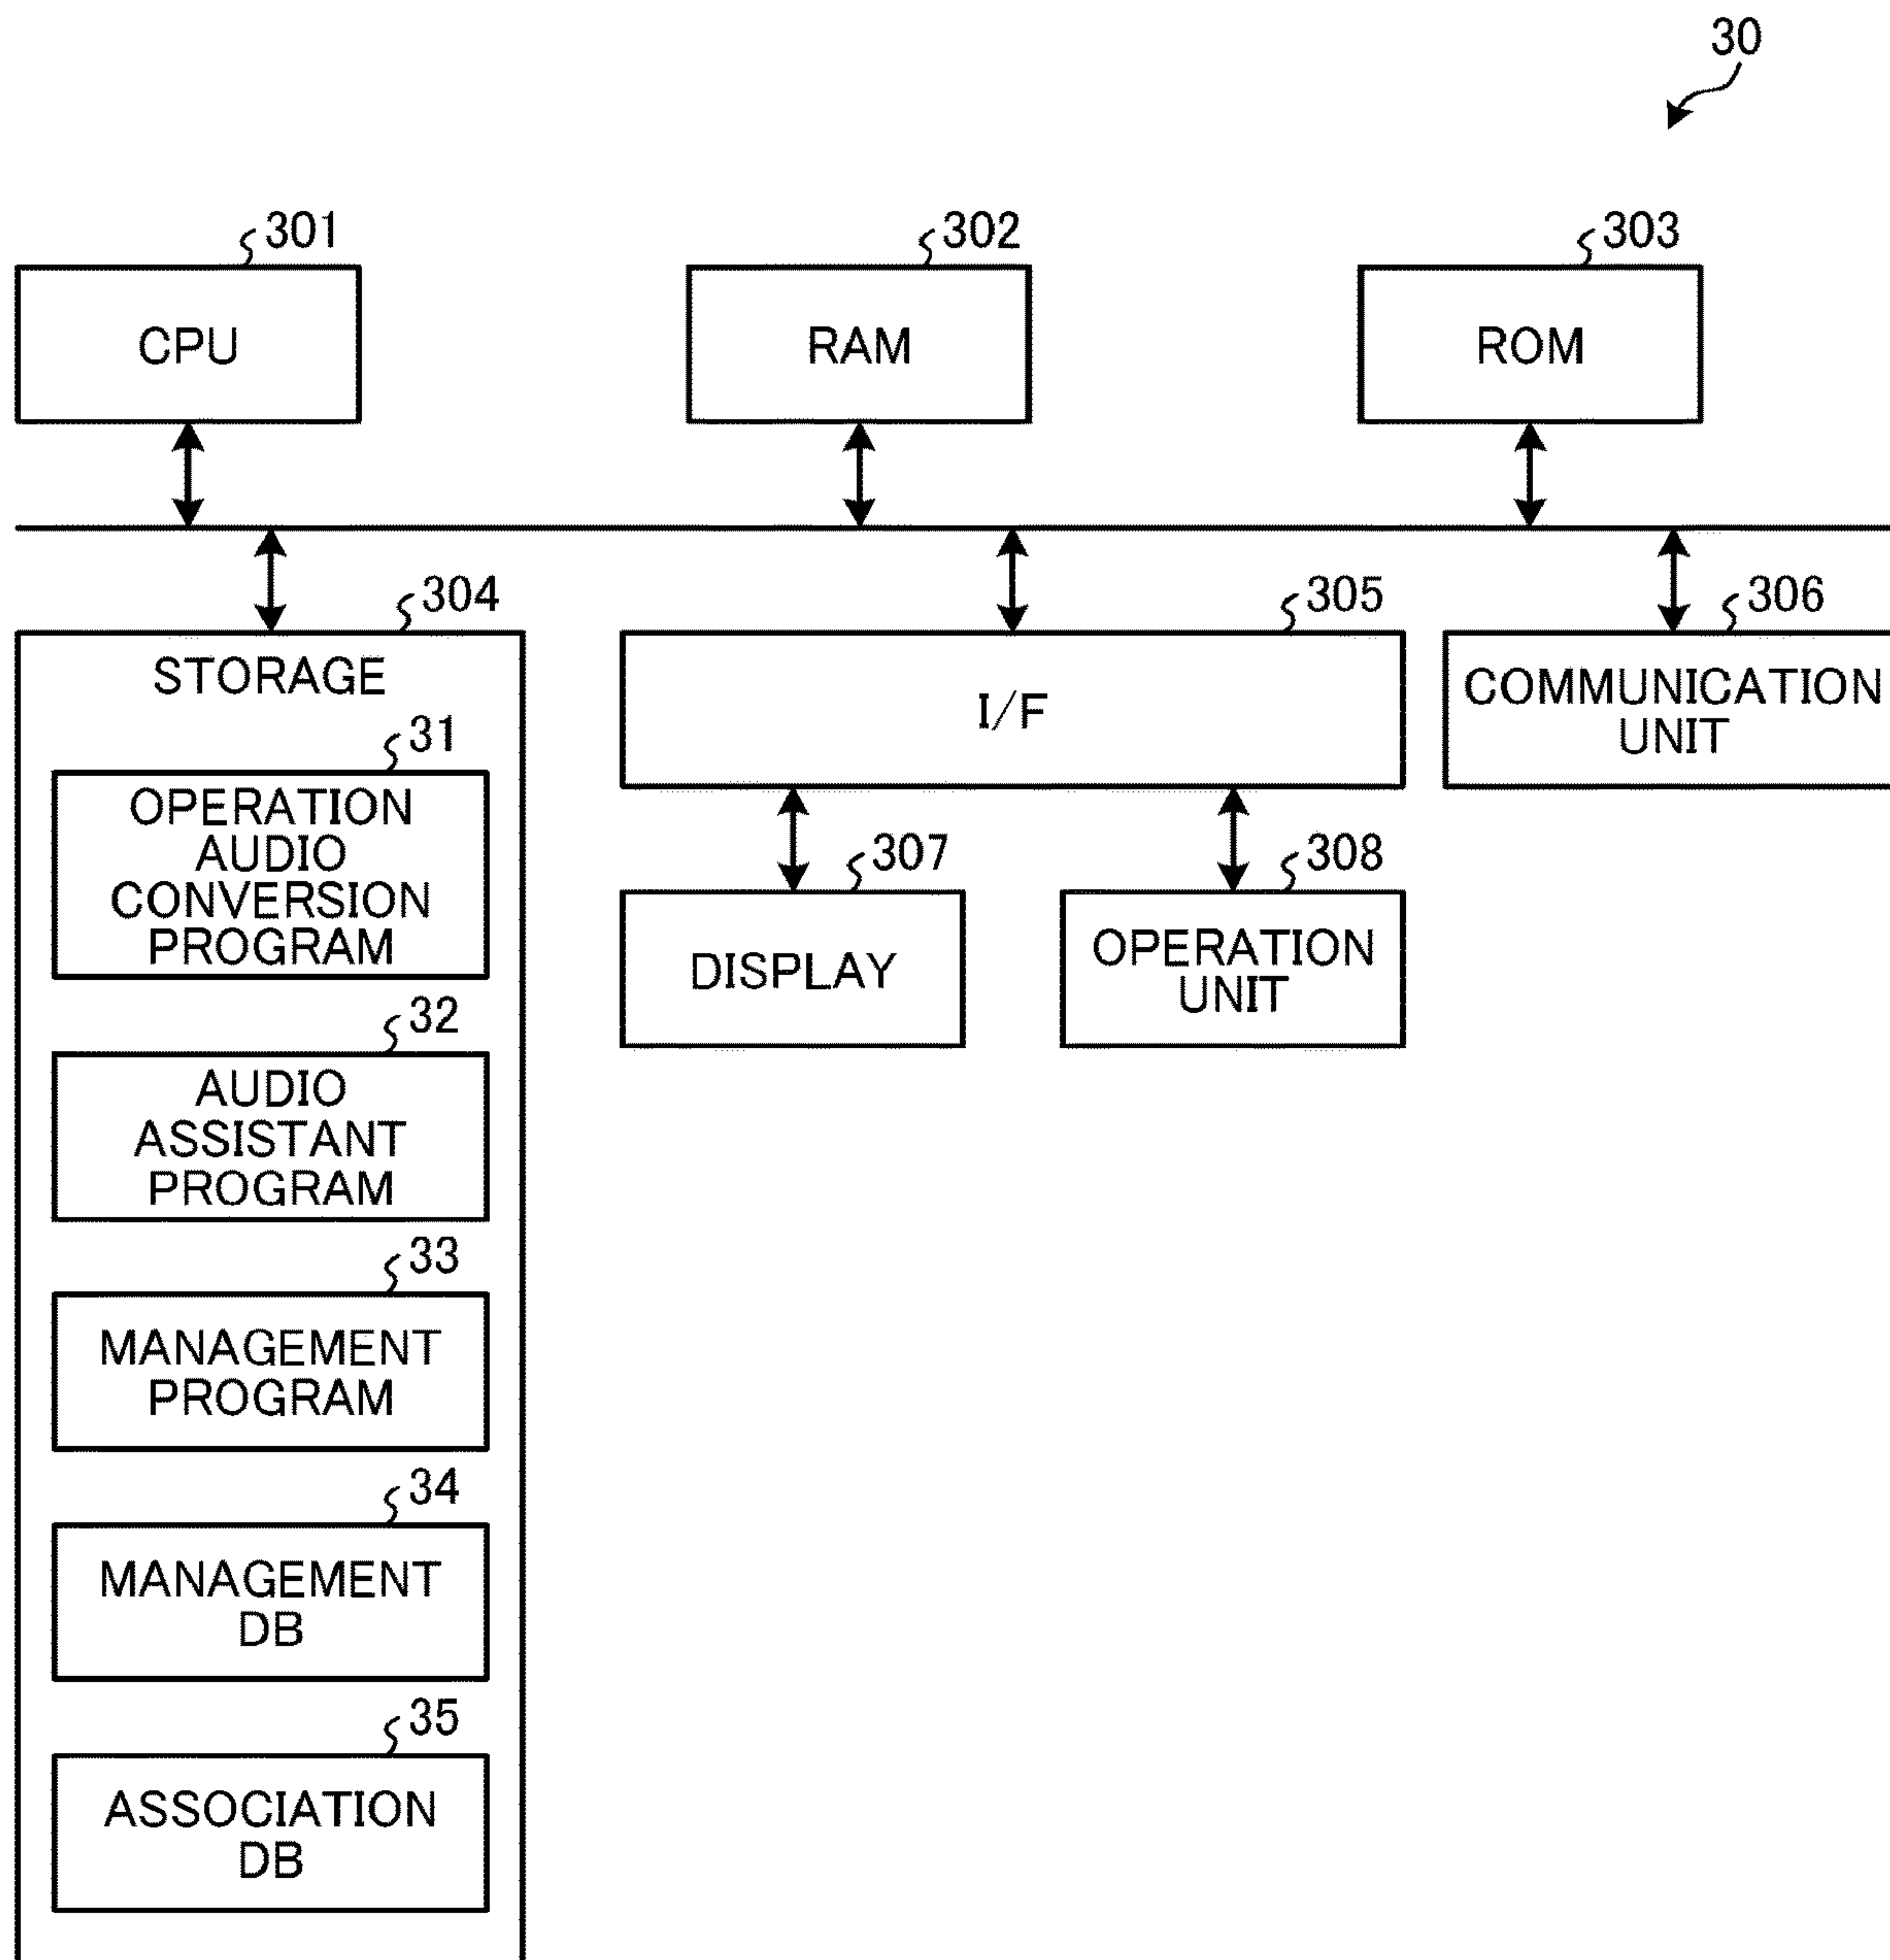 30
301
302
303
CPU
RAM
ROM
304
305
306
STORAGE
I/F
COMMUNICATION
UNIT
31
OPERATION
AUDIO
CONVERSION
PROGRAM
307
308
DISPLAY
OPERATION
UNIT
32
AUDIO
ASSISTANT
PROGRAM
33
MANAGEMENT
PROGRAM
34
MANAGEMENT
DB
35
ASSOCIATION
DB